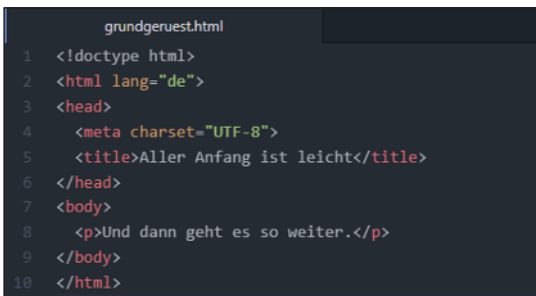 grundgeruest.html
1 <!doctype html>
2 <html lang="de">
3 <head>
4   <meta charset="UTF-8">
5   <title>Aller Anfang ist leicht</title>
6 </head>
7 <body>
8   <p>Und dann geht es so weiter.</p>
9 </body>
10 </html>